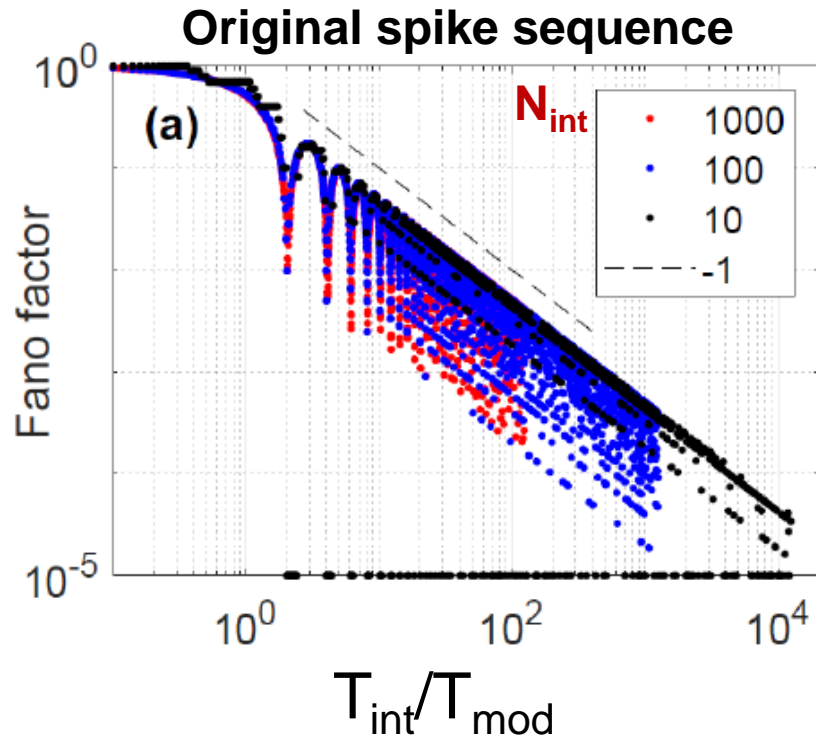 Original spike sequence
10^0
(a)
N_int
1000
100
10
-1
Fano factor
10^-5
10^0
10^2
10^4
T_int/T_mod